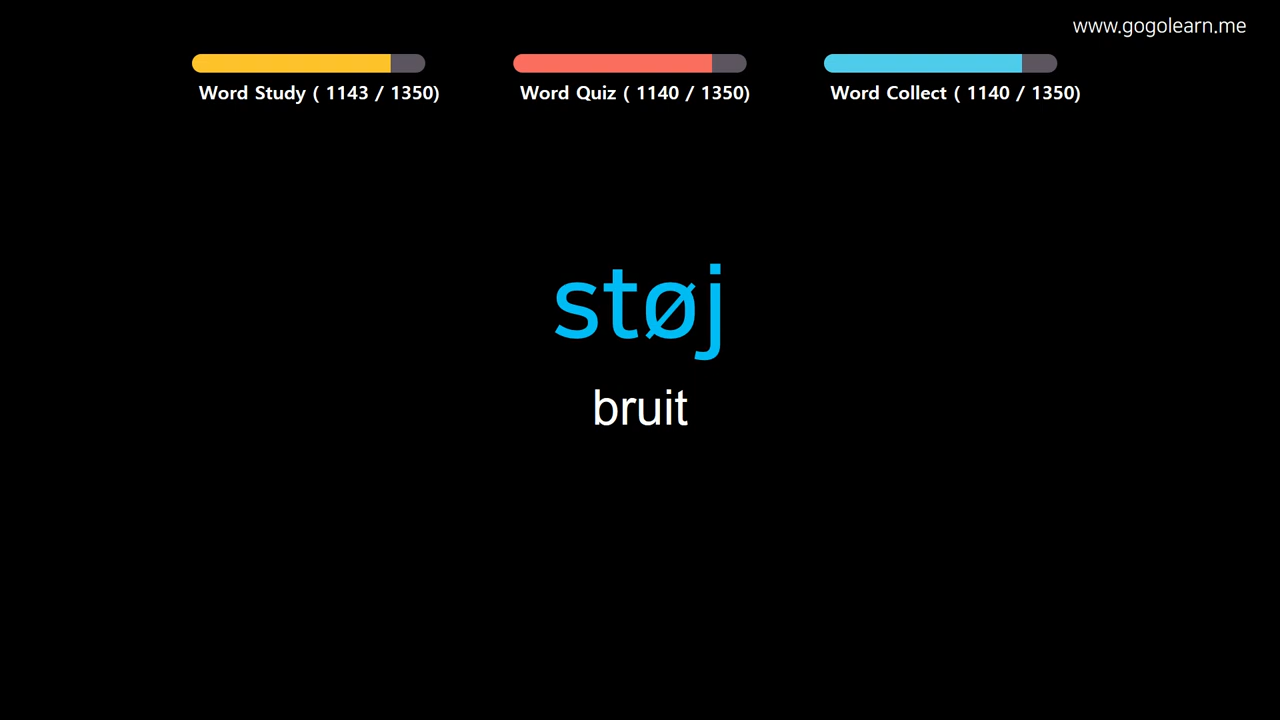 www.gogolearn.me
Word Study ( 1143 / 1350)
Word Quiz ( 1140 / 1350)
Word Collect ( 1140 / 1350)
støj
bruit